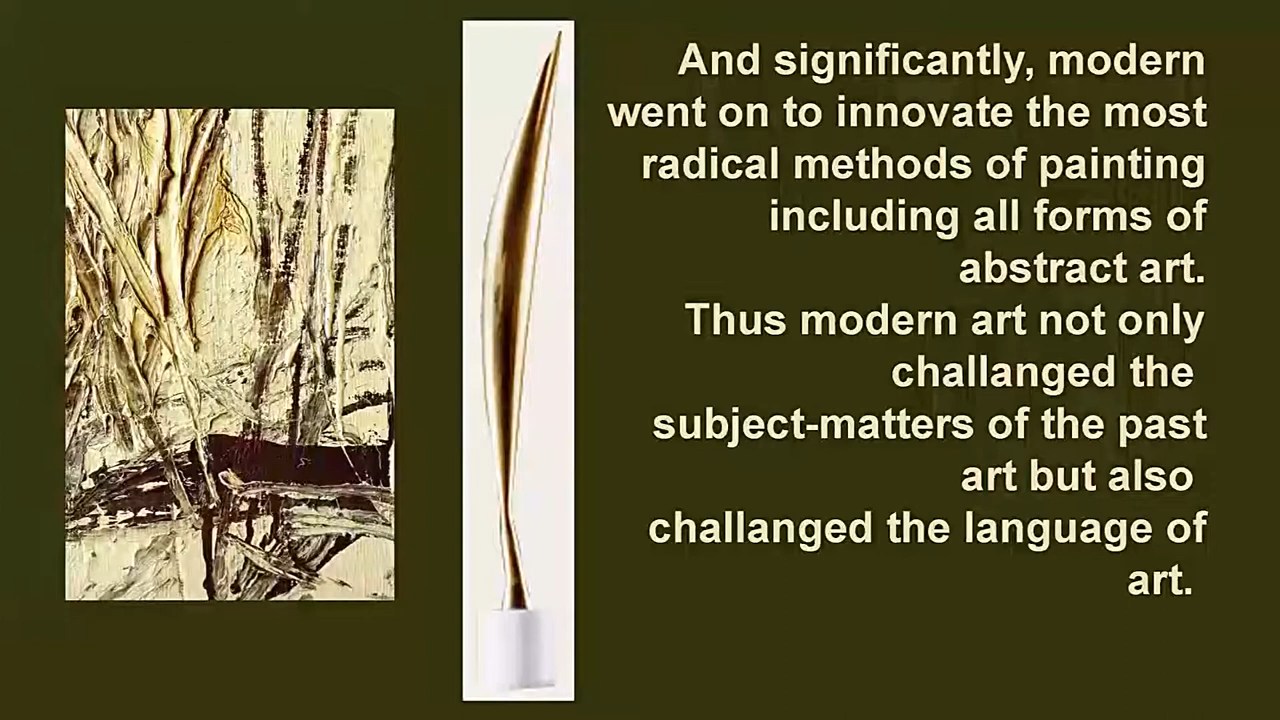 And significantly, modern
went on to innovate the most
radical methods of painting
including all forms of
abstract art.
Thus modern art not only
challanged the
subject-matters of the past
art but also
challanged the language of
art.